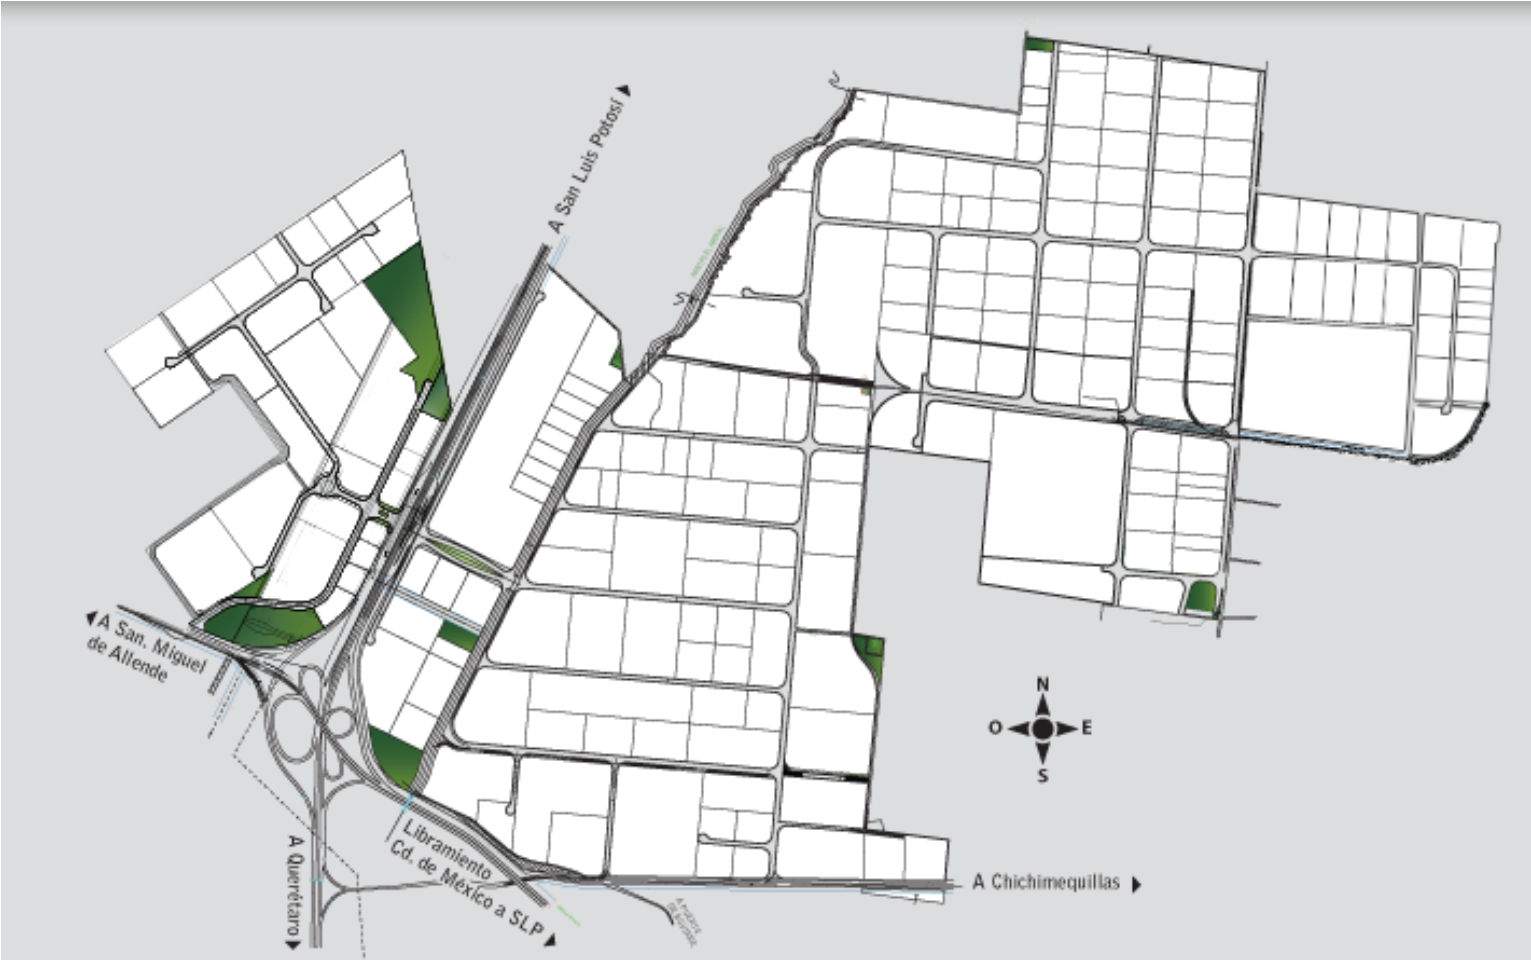 A San Luis Potosí
A San. Miguel
de Allende
N
O
E
S
Libramiento
Cd. de México a SLP
A Querétaro
A Chichimequillas